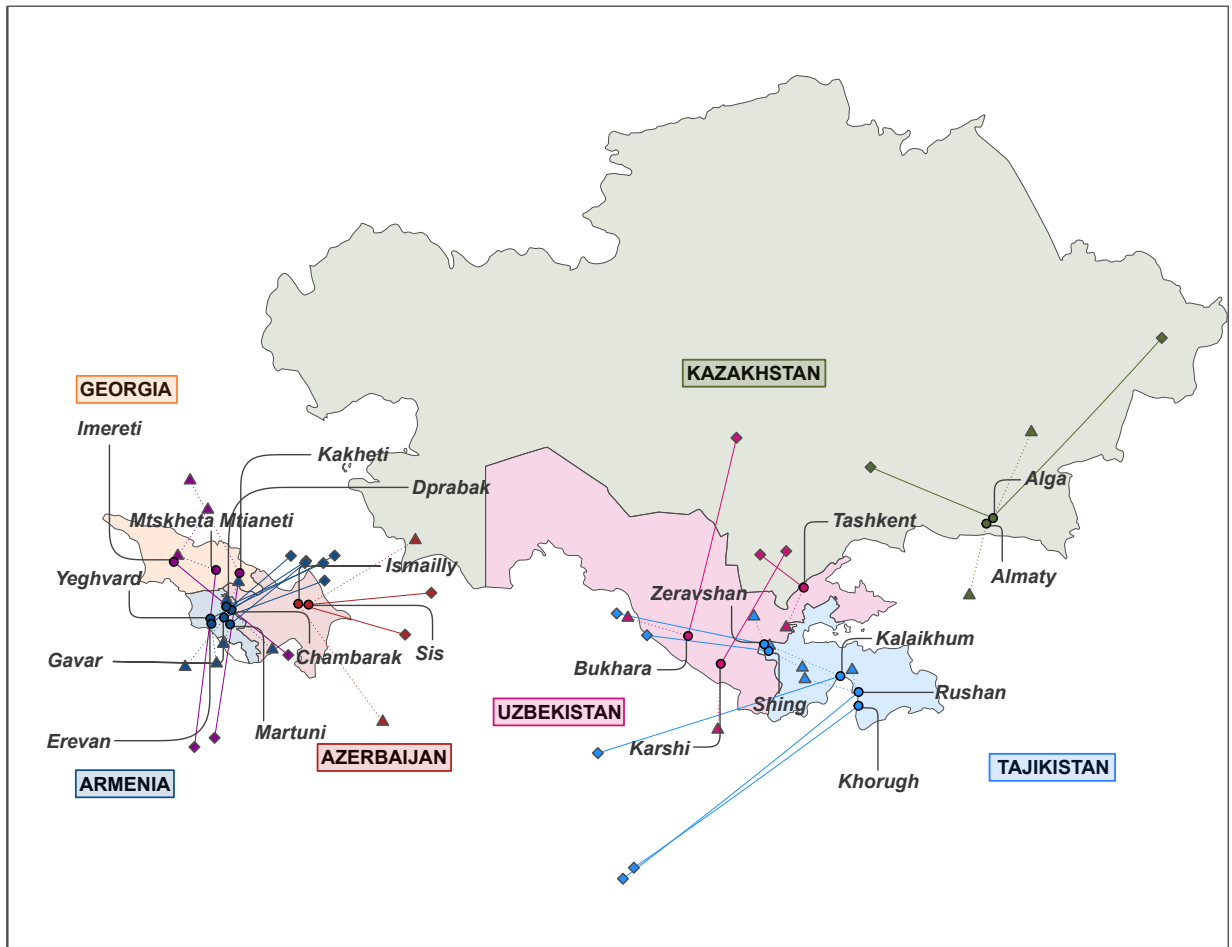 KAZAKHSTAN
GEORGIA
Imereti
Kakheti
Alga
Dprabak
Mtskheta Mtianeti
Tashkent
Ismailly
Almaty
Yeghvard
Zeravshan
Kalaikhum
Sis
Chambarak
Gavar
Bukhara
Rushan
Shing
UZBEKISTAN
Martuni
Erevan
Karshi
AZERBAIJAN
TAJIKISTAN
Khorugh
ARMENIA